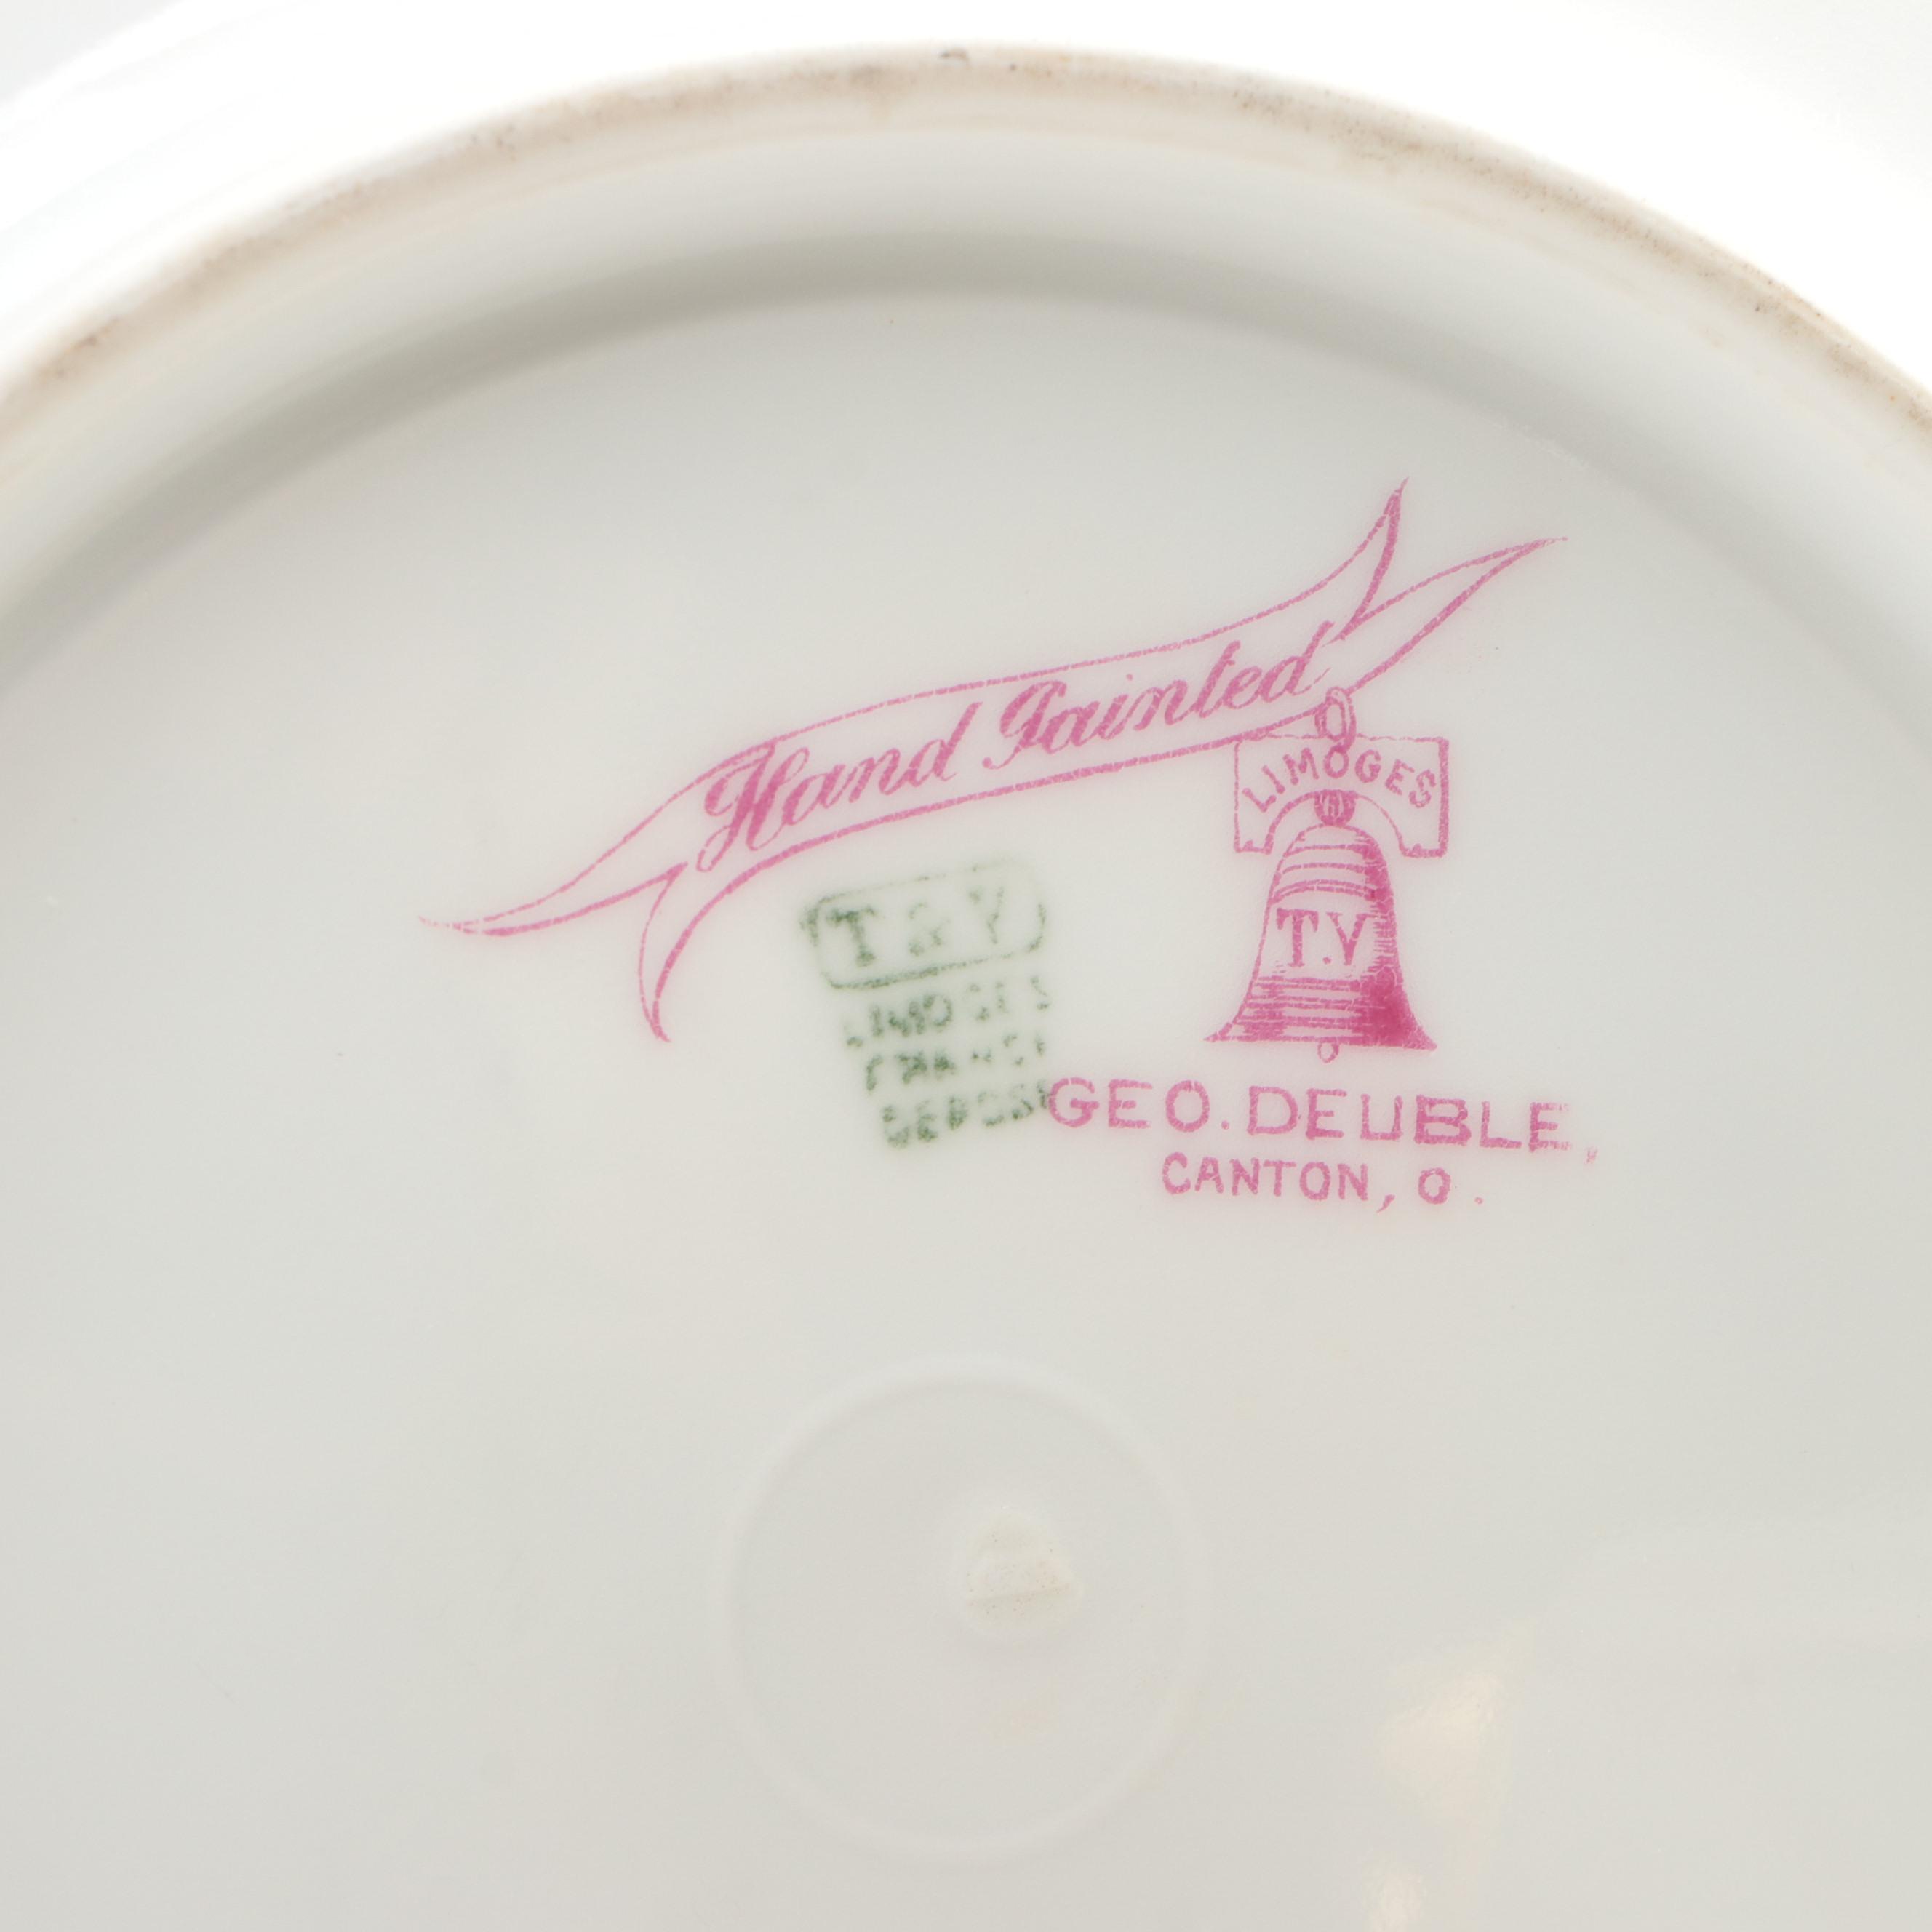 Hand Painted
LIMOGES
T.V
T & V
LIMOGES
FRANCE
DEPOSE
GEO. DEUBLE,
CANTON, O.